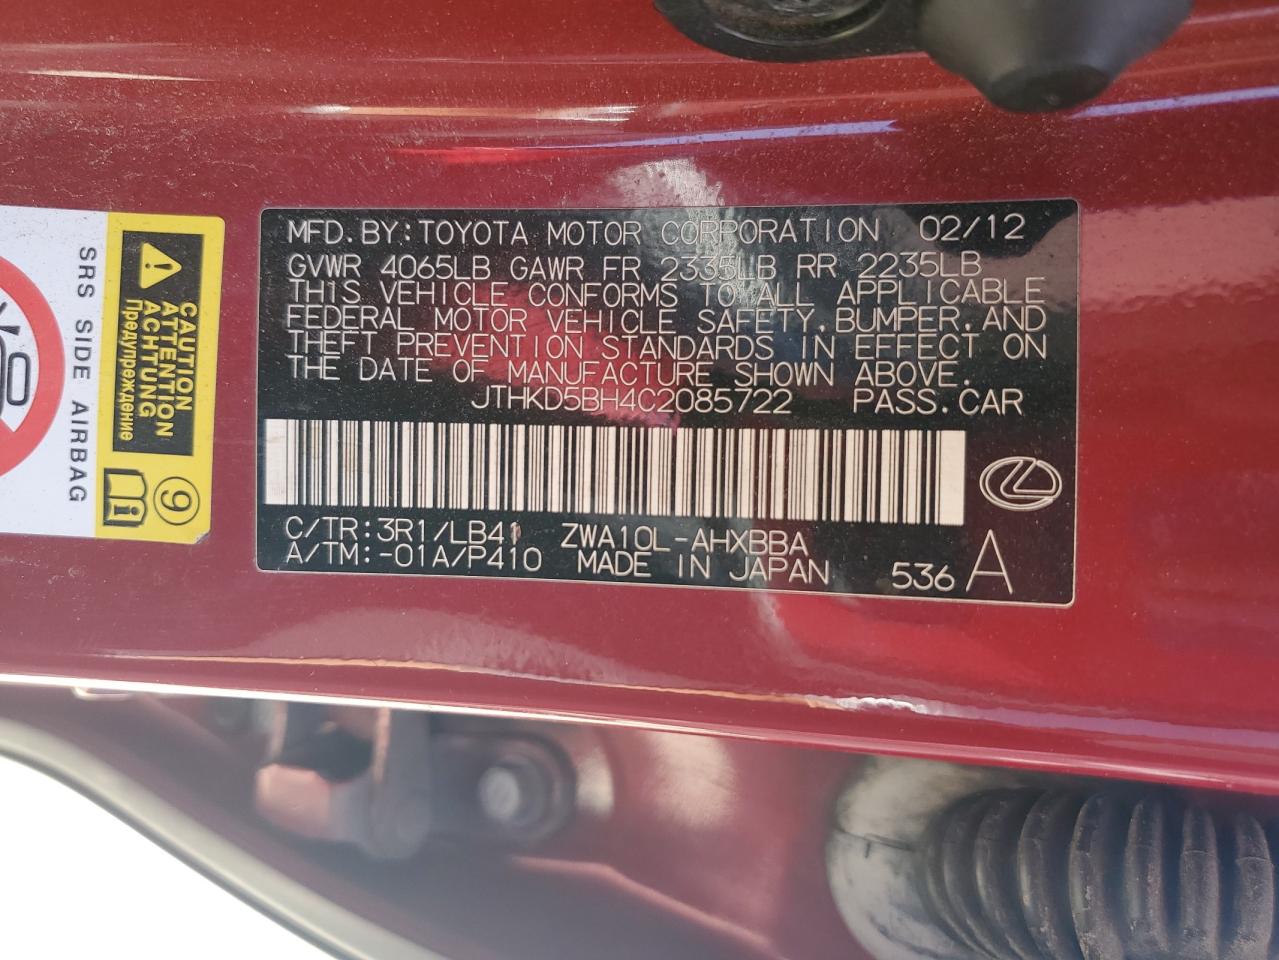 MFD.BY:TOYOTA MOTOR CORPORATION 02/12
GVWR 4065LB GAWR FR 2335LB RR 2235LB
THIS VEHICLE CONFORMS TO ALL APPLICABLE
FEDERAL MOTOR VEHICLE SAFETY,BUMPER,AND
THEFT PREVENTION STANDARDS IN EFFECT ON
THE DATE OF MANUFACTURE SHOWN ABOVE.
JTHKD5BH4C2085722 PASS.CAR
C/TR:3R1/LB41 ZWA10L-AHXBBA
A/TM:-01A/P410 MADE IN JAPAN 536 A
CAUTION
ATTENTION
ACHTUNG
Предупреждение
9
SRS SIDE AIRBAG